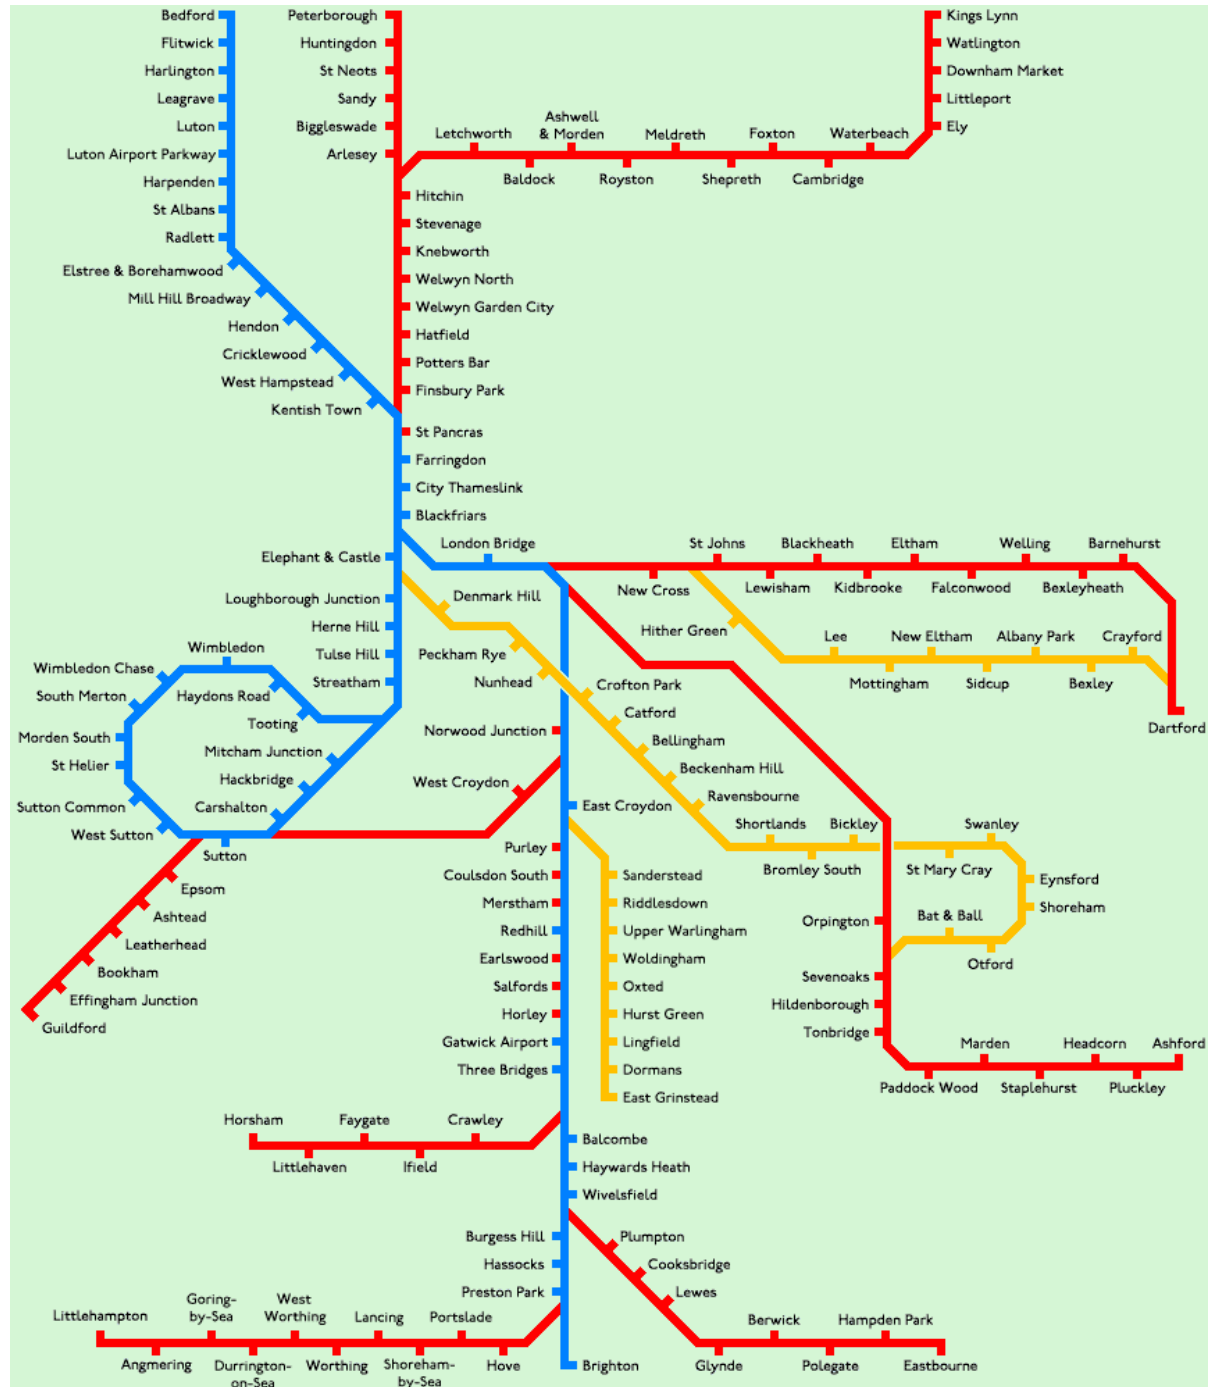 Bedford
Flitwick
Harlington
Leagrave
Luton
Luton Airport Parkway
Harpenden
St Albans
Radlett
Elstree & Borehamwood
Mill Hill Broadway
Hendon
Cricklewood
West Hampstead
Kentish Town
Peterborough
Huntingdon
St Neots
Sandy
Biggleswade
Arlesey
Kings Lynn
Watlington
Downham Market
Littleport
Ely
Letchworth
Baldock
Ashwell
& Morden
Royston
Meldreth
Shepreth
Foxton
Cambridge
Waterbeach
Hitchin
Stevenage
Knebworth
Welwyn North
Welwyn Garden City
Hatfield
Potters Bar
Finsbury Park
St Pancras
Farringdon
City Thameslink
Blackfriars
Elephant & Castle
Loughborough Junction
Herne Hill
Tulse Hill
Streatham
London Bridge
Denmark Hill
Peckham Rye
Nunhead
Crofton Park
Catford
Bellingham
Beckenham Hill
Ravensbourne
Shortlands
Bromley South
Bickley
St Mary Cray
Swanley
Eynsford
Shoreham
Otford
Bat & Ball
New Cross
St Johns
Lewisham
Blackheath
Kidbrooke
Eltham
Falconwood
Welling
Bexleyheath
Barnehurst
Dartford
Hither Green
Lee
Mottingham
New Eltham
Sidcup
Albany Park
Bexley
Crayford
Wimbledon
Wimbledon Chase
South Merton
Morden South
St Helier
Sutton Common
West Sutton
Sutton
Haydons Road
Tooting
Mitcham Junction
Hackbridge
Carshalton
Norwood Junction
West Croydon
East Croydon
Epsom
Ashtead
Leatherhead
Bookham
Effingham Junction
Guildford
Purley
Coulsdon South
Merstham
Redhill
Earlswood
Salfords
Horley
Gatwick Airport
Three Bridges
Sanderstead
Riddlesdown
Upper Warlingham
Woldingham
Oxted
Hurst Green
Lingfield
Dormans
East Grinstead
Orpington
Sevenoaks
Hildenborough
Tonbridge
Paddock Wood
Marden
Staplehurst
Headcorn
Pluckley
Ashford
Horsham
Littlehaven
Faygate
Ifield
Crawley
Balcombe
Haywards Heath
Wivelsfield
Burgess Hill
Hassocks
Preston Park
Brighton
Plumpton
Cooksbridge
Lewes
Glynde
Berwick
Polegate
Hampden Park
Eastbourne
Littlehampton
Angmering
Goring-
by-Sea
Durrington-
on-Sea
West
Worthing
Worthing
Lancing
Shoreham-
by-Sea
Portslade
Hove